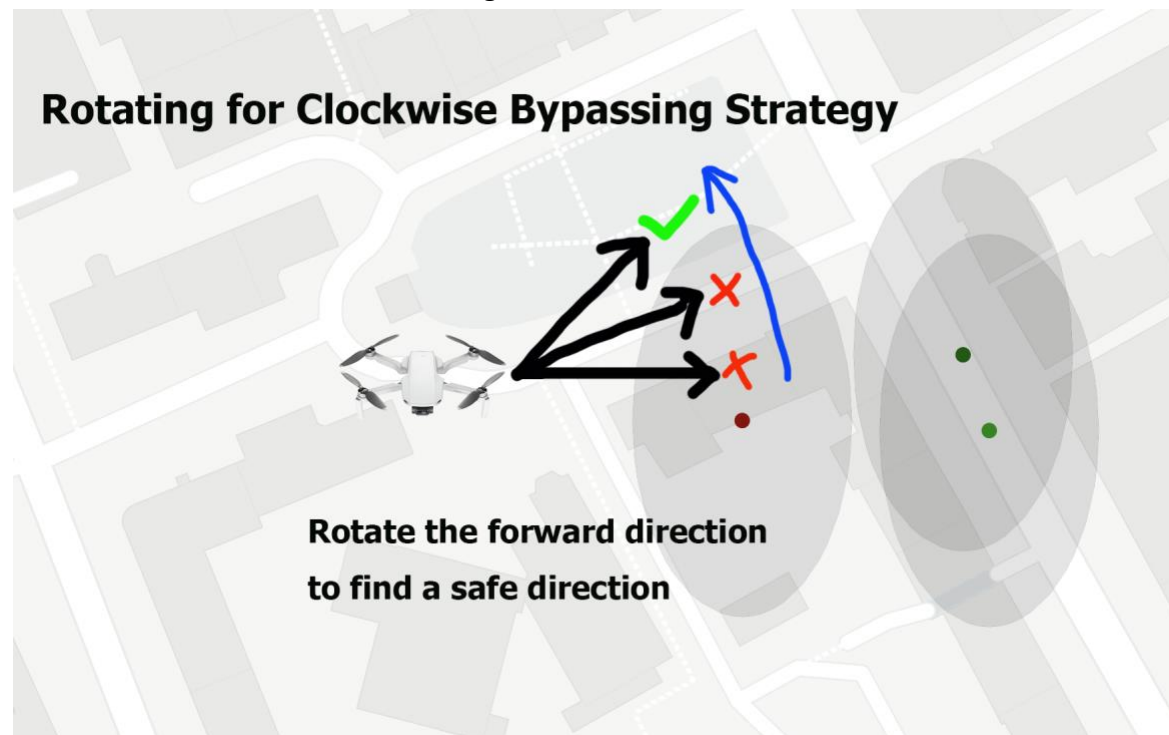 Rotating for Clockwise Bypassing Strategy
Rotate the forward direction
to find a safe direction